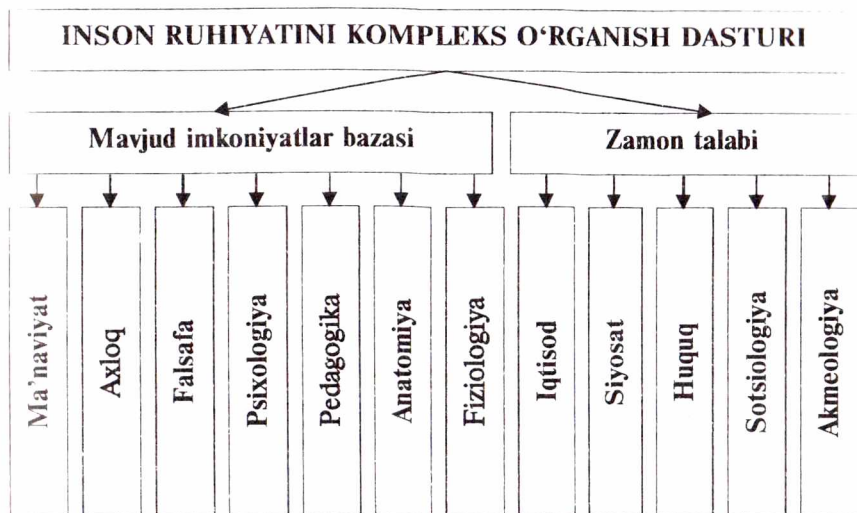 INSON RUHIYATINI KOMPLEKS O‘RGANISH DASTURI
Mavjud imkoniyatlar bazasi
Zamon talabi
Ma’naviyat
Axloq
Falsafa
Psixologiya
Pedagogika
Anatomiya
Fiziologiya
Iqtisod
Siyosat
Huquq
Sotsiologiya
Akmeologiya